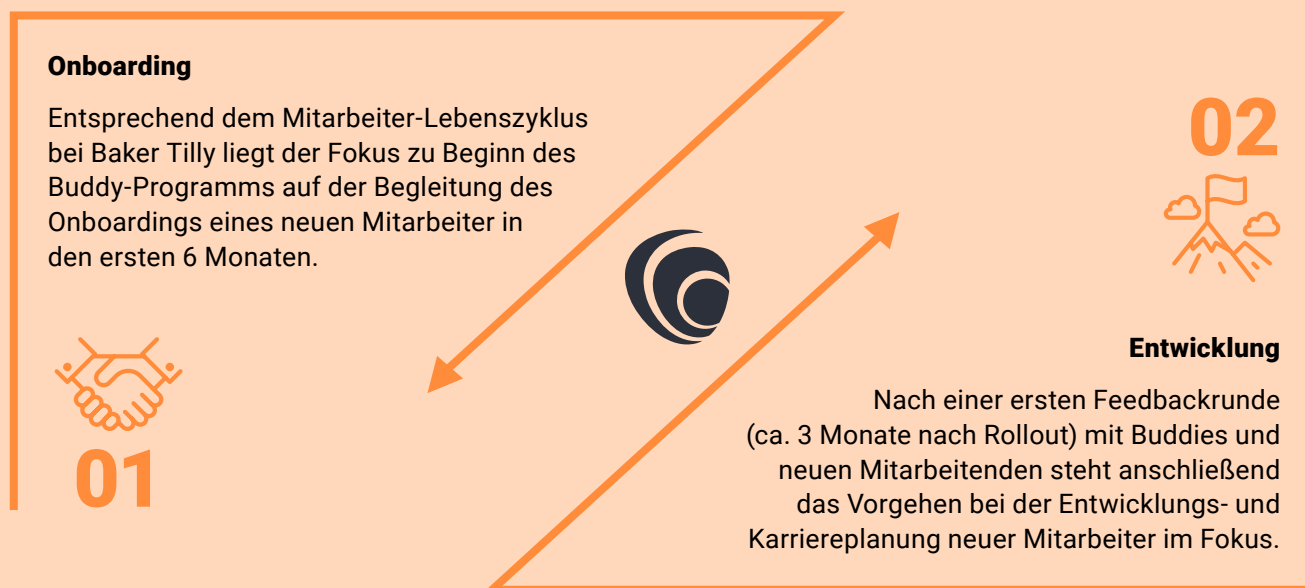 Onboarding
Entsprechend dem Mitarbeiter-Lebenszyklus
bei Baker Tilly liegt der Fokus zu Beginn des
Buddy-Programms auf der Begleitung des
Onboardings eines neuen Mitarbeiter in
den ersten 6 Monaten.
01
02
Entwicklung
Nach einer ersten Feedbackrunde
(ca. 3 Monate nach Rollout) mit Buddies und
neuen Mitarbeitenden steht anschließend
das Vorgehen bei der Entwicklungs- und
Karriereplanung neuer Mitarbeiter im Fokus.